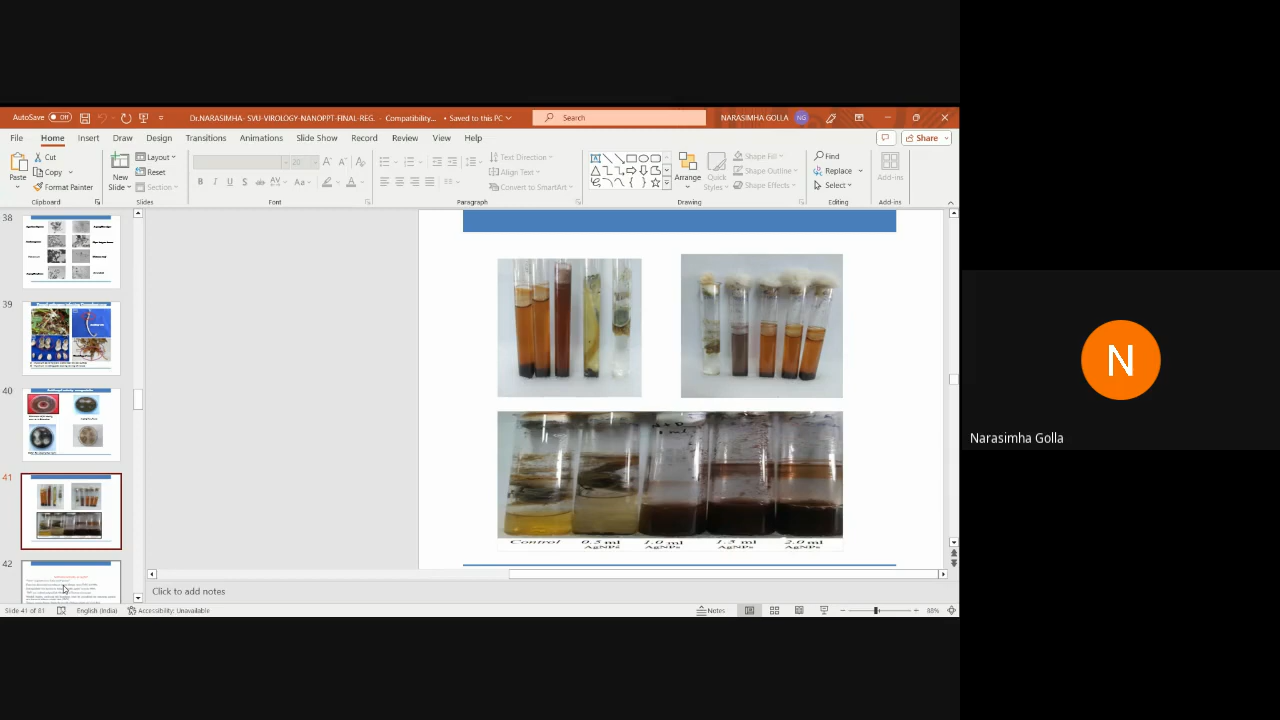 AutoSave Off
Dr.NARASIMHA- SVU-VIROLOGY-NANOPPT-FINAL-REG. - Compatibility... • Saved to this PC
Search
NARASIMHA GOLLA
NG
File Home Insert Draw Design Transitions Animations Slide Show Record Review View Help
Share
Paste
Cut
Copy
Format Painter
Clipboard
New Slide
Layout
Reset
Section
Slides
20
Font
Paragraph
Text Direction
Align Text
Convert to SmartArt
Arrange
Quick Styles
Shape Fill
Shape Outline
Shape Effects
Drawing
Find
Replace
Select
Editing
Add-ins
Add-ins
38
39
40
41
42
Control 0.5 ml AgNPs 1.0 ml AgNPs 1.5 ml AgNPs 2.0 ml AgNPs
Click to add notes
Slide 41 of 81
English (India)
Accessibility: Unavailable
Notes
88%
N
Narasimha Golla